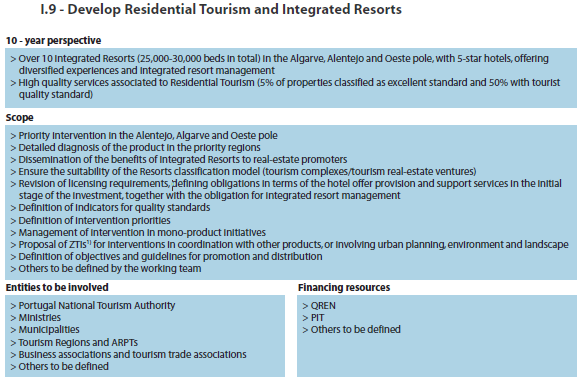 I.9 - Develop Residential Tourism and Integrated Resorts
10 - year perspective
> Over 10 Integrated Resorts (25,000-30,000 beds in total) in the Algarve, Alentejo and Oeste pole, with 5-star hotels, offering
diversified experiences and integrated resort management
> High quality services associated to Residential Tourism (5% of properties classified as excellent standard and 50% with tourist
quality standard)
Scope
> Priority intervention in the Alentejo, Algarve and Oeste pole
> Detailed diagnosis of the product in the priority regions
> Dissemination of the benefits of Integrated Resorts to real-estate promoters
> Ensure the suitability of the Resorts classification model (tourism complexes/tourism real-estate ventures)
> Revision of licensing requirements, defining obligations in terms of the hotel offer provision and support services in the initial
stage of the investment, together with the obligation for integrated resort management
> Definition of indicators for quality standards
> Definition of intervention priorities
> Management of intervention in mono-product initiatives
> Proposal of ZTIs¹⁾ for interventions in coordination with other products, or involving urban planning, environment and landscape
> Definition of objectives and guidelines for promotion and distribution
> Others to be defined by the working team
Entities to be involved
> Portugal National Tourism Authority
> Ministries
> Municipalities
> Tourism Regions and ARPTs
> Business associations and tourism trade associations
> Others to be defined
Financing resources
> QREN
> PIT
> Others to be defined